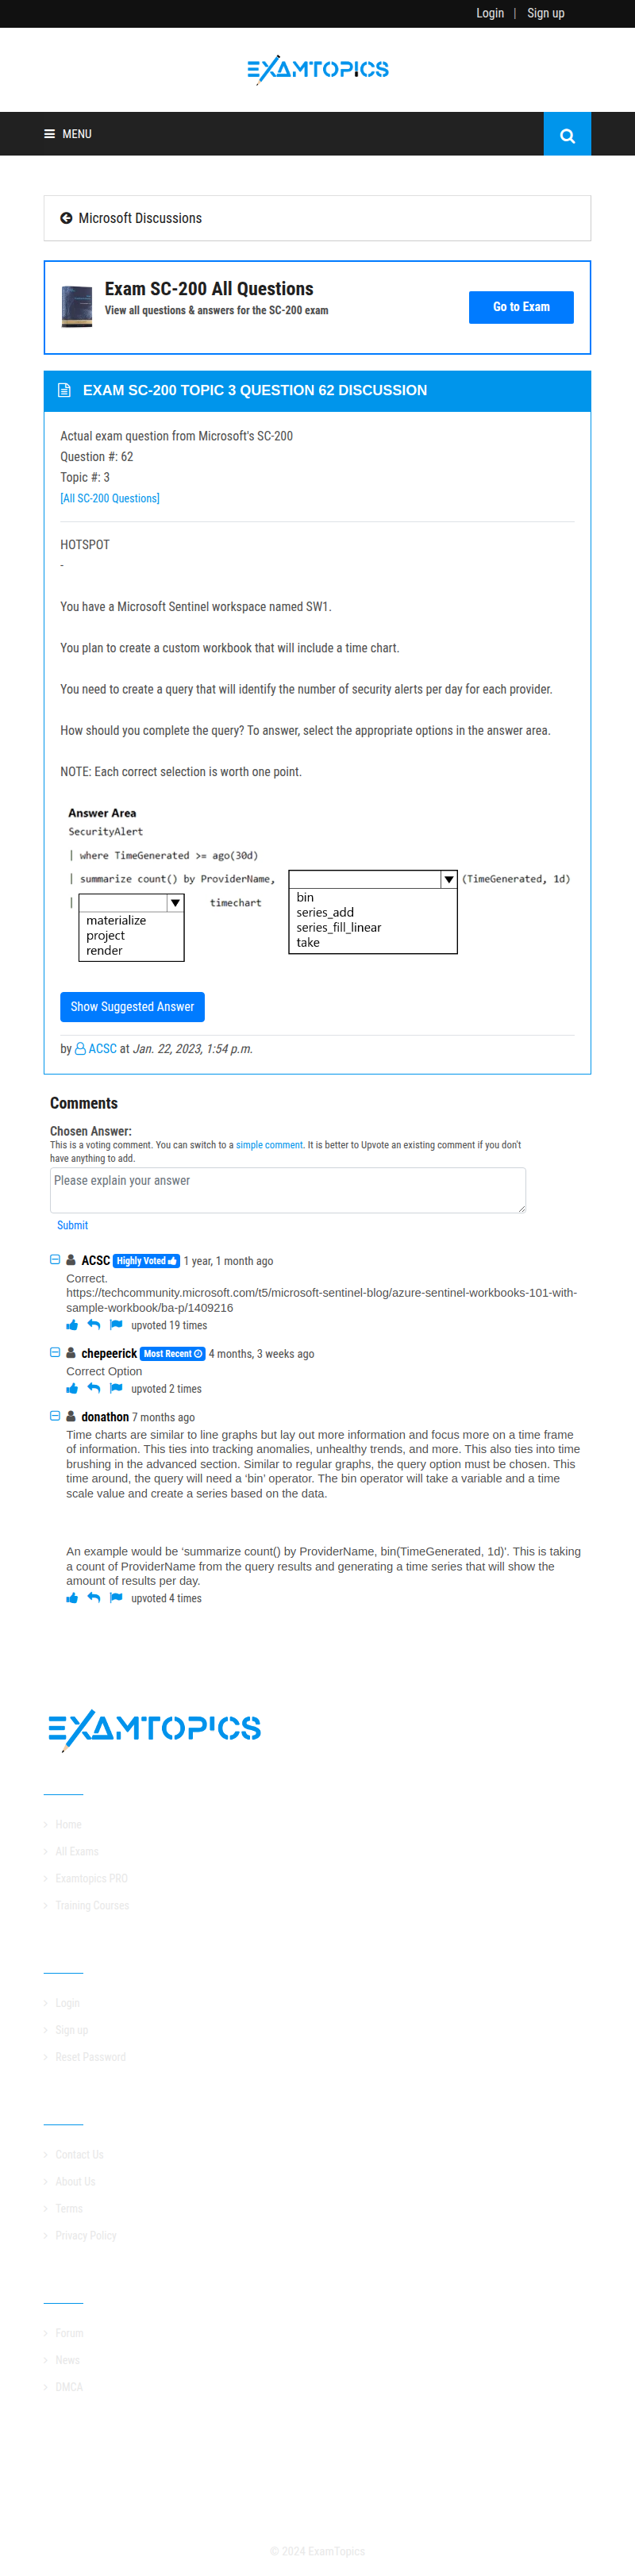 Login | Sign up
EXAMTOPICS
MENU
Microsoft Discussions
Exam SC-200 All Questions
View all questions & answers for the SC-200 exam
Go to Exam
EXAM SC-200 TOPIC 3 QUESTION 62 DISCUSSION
Actual exam question from Microsoft's SC-200
Question #: 62
Topic #: 3
[All SC-200 Questions]
HOTSPOT
-
You have a Microsoft Sentinel workspace named SW1.
You plan to create a custom workbook that will include a time chart.
You need to create a query that will identify the number of security alerts per day for each provider.
How should you complete the query? To answer, select the appropriate options in the answer area.
NOTE: Each correct selection is worth one point.
Answer Area
SecurityAlert
| where TimeGenerated >= ago(30d)
| summarize count() by ProviderName, (TimeGenerated, 1d)
bin
series_add
series_fill_linear
take
| timechart
materialize
project
render
Show Suggested Answer
by ACSC at Jan. 22, 2023, 1:54 p.m.
Comments
Chosen Answer:
This is a voting comment. You can switch to a simple comment. It is better to Upvote an existing comment if you don't
have anything to add.
Please explain your answer
Submit
ACSC Highly Voted 1 year, 1 month ago
Correct.
https://techcommunity.microsoft.com/t5/microsoft-sentinel-blog/azure-sentinel-workbooks-101-with-
sample-workbook/ba-p/1409216
upvoted 19 times
chepeerick Most Recent 4 months, 3 weeks ago
Correct Option
upvoted 2 times
donathon 7 months ago
Time charts are similar to line graphs but lay out more information and focus more on a time frame
of information. This ties into tracking anomalies, unhealthy trends, and more. This also ties into time
brushing in the advanced section. Similar to regular graphs, the query option must be chosen. This
time around, the query will need a ‘bin’ operator. The bin operator will take a variable and a time
scale value and create a series based on the data.
An example would be ‘summarize count() by ProviderName, bin(TimeGenerated, 1d)’. This is taking
a count of ProviderName from the query results and generating a time series that will show the
amount of results per day.
upvoted 4 times
EXAMTOPICS
Home
All Exams
Examtopics PRO
Training Courses
Login
Sign up
Reset Password
Contact Us
About Us
Terms
Privacy Policy
Forum
News
DMCA
© 2024 ExamTopics